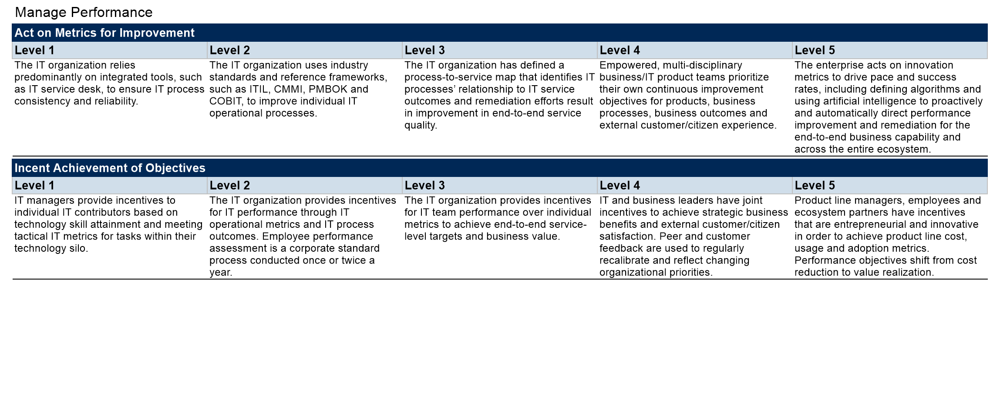 Manage Performance
Act on Metrics for Improvement
Level 1
Level 2
Level 3
Level 4
Level 5
The IT organization relies
predominantly on integrated tools, such
as IT service desk, to ensure IT process
consistency and reliability.
The IT organization uses industry
standards and reference frameworks,
such as ITIL, CMMI, PMBOK and
COBIT, to improve individual IT
operational processes.
The IT organization has defined a
process-to-service map that identifies IT
processes’ relationship to IT service
outcomes and remediation efforts result
in improvement in end-to-end service
quality.
Empowered, multi-disciplinary
business/IT product teams prioritize
their own continuous improvement
objectives for products, business
processes, business outcomes and
external customer/citizen experience.
The enterprise acts on innovation
metrics to drive pace and success
rates, including defining algorithms and
using artificial intelligence to proactively
and automatically direct performance
improvement and remediation for the
end-to-end business capability and
across the entire ecosystem.
Incent Achievement of Objectives
Level 1
Level 2
Level 3
Level 4
Level 5
IT managers provide incentives to
individual IT contributors based on
technology skill attainment and meeting
tactical IT metrics for tasks within their
technology silo.
The IT organization provides incentives
for IT performance through IT
operational metrics and IT process
outcomes. Employee performance
assessment is a corporate standard
process conducted once or twice a
year.
The IT organization provides incentives
for IT team performance over individual
metrics to achieve end-to-end service-
level targets and business value.
IT and business leaders have joint
incentives to achieve strategic business
benefits and external customer/citizen
satisfaction. Peer and customer
feedback are used to regularly
recalibrate and reflect changing
organizational priorities.
Product line managers, employees and
ecosystem partners have incentives
that are entrepreneurial and innovative
in order to achieve product line cost,
usage and adoption metrics.
Performance objectives shift from cost
reduction to value realization.